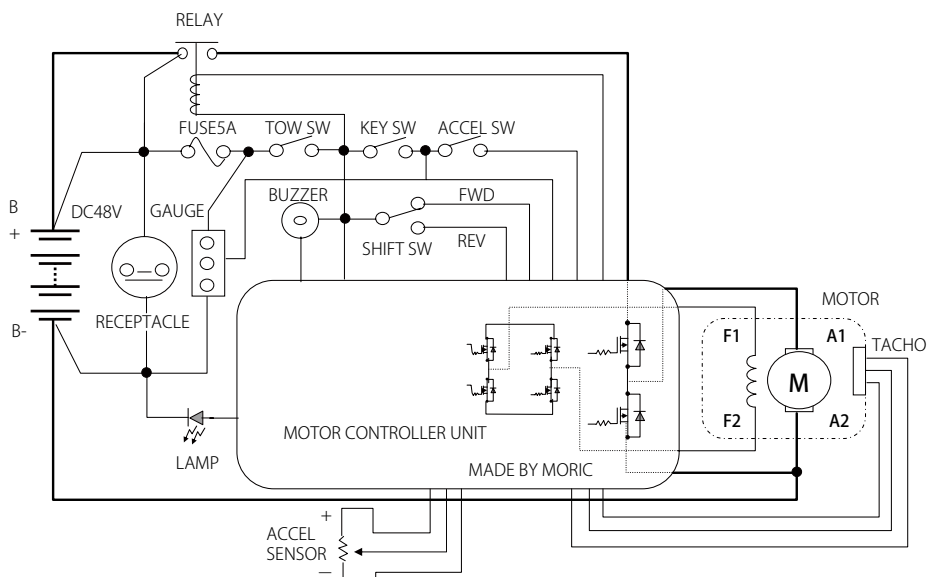 RELAY
FUSE5A
TOW SW
KEY SW
ACCEL SW
B
+
DC48V
GAUGE
BUZZER
FWD
SHIFT SW
REV
B-
RECEPTACLE
MOTOR
F1
A1
TACHO
M
F2
A2
MOTOR CONTROLLER UNIT
LAMP
MADE BY MORIC
+
ACCEL
SENSOR
—